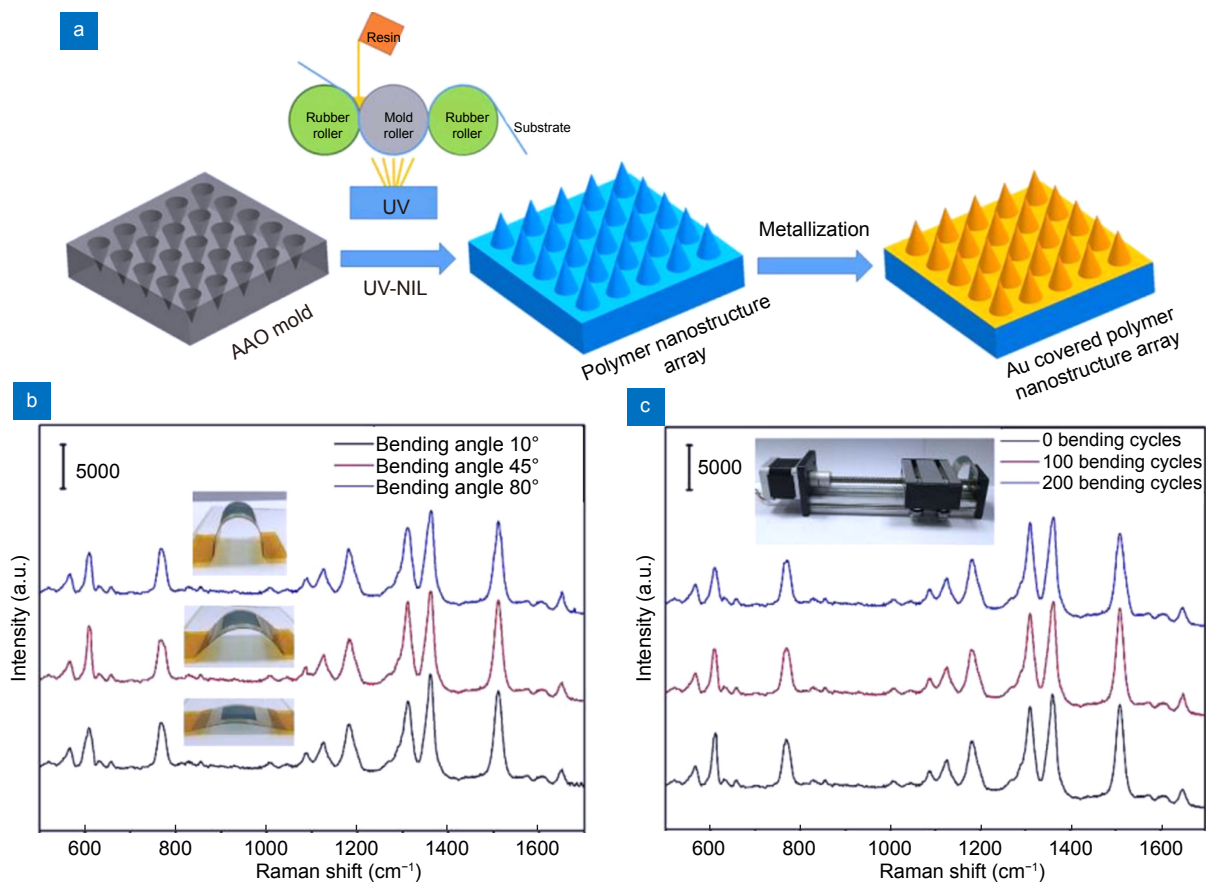 a
Resin
Rubber
roller
Mold
roller
Rubber
roller
Substrate
UV
UV-NIL
Metallization
AAO mold
Polymer nanostructure
array
Au covered polymer
nanostructure array
b
5000
Bending angle 10°
Bending angle 45°
Bending angle 80°
Intensity (a.u.)
600 800 1000 1200 1400 1600
Raman shift (cm⁻¹)
c
5000
0 bending cycles
100 bending cycles
200 bending cycles
Intensity (a.u.)
600 800 1000 1200 1400 1600
Raman shift (cm⁻¹)